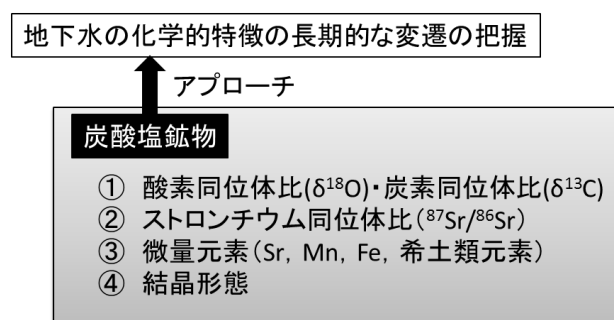 地下水の化学的特徴の長期的な変遷の把握
アプローチ
炭酸塩鉱物
① 酸素同位体比(δ¹⁸O)・炭素同位体比(δ¹³C)
② ストロンチウム同位体比(⁸⁷Sr/⁸⁶Sr)
③ 微量元素(Sr, Mn, Fe, 希土類元素)
④ 結晶形態